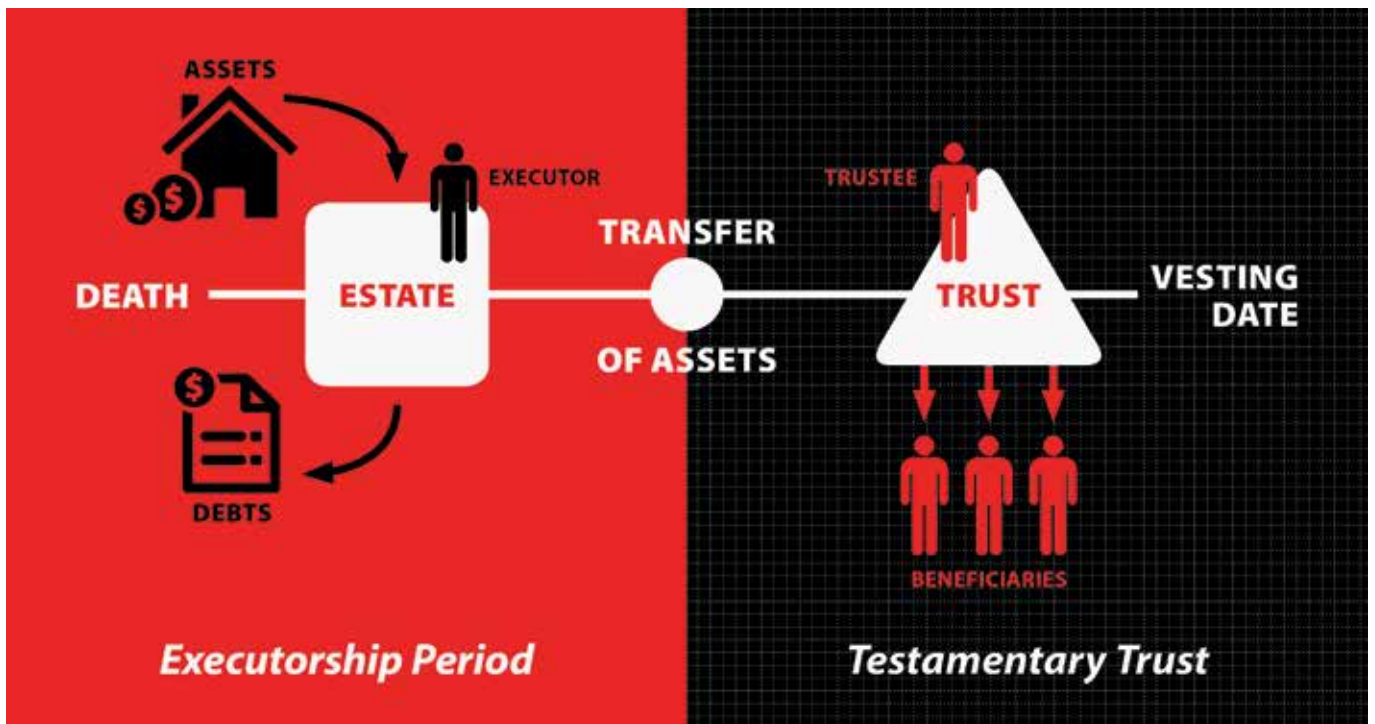 ASSETS
$
$
EXECUTOR
DEATH
ESTATE
$
DEBTS
Executorship Period
TRANSFER
OF ASSETS
TRUSTEE
TRUST
VESTING
DATE
BENEFICIARIES
Testamentary Trust